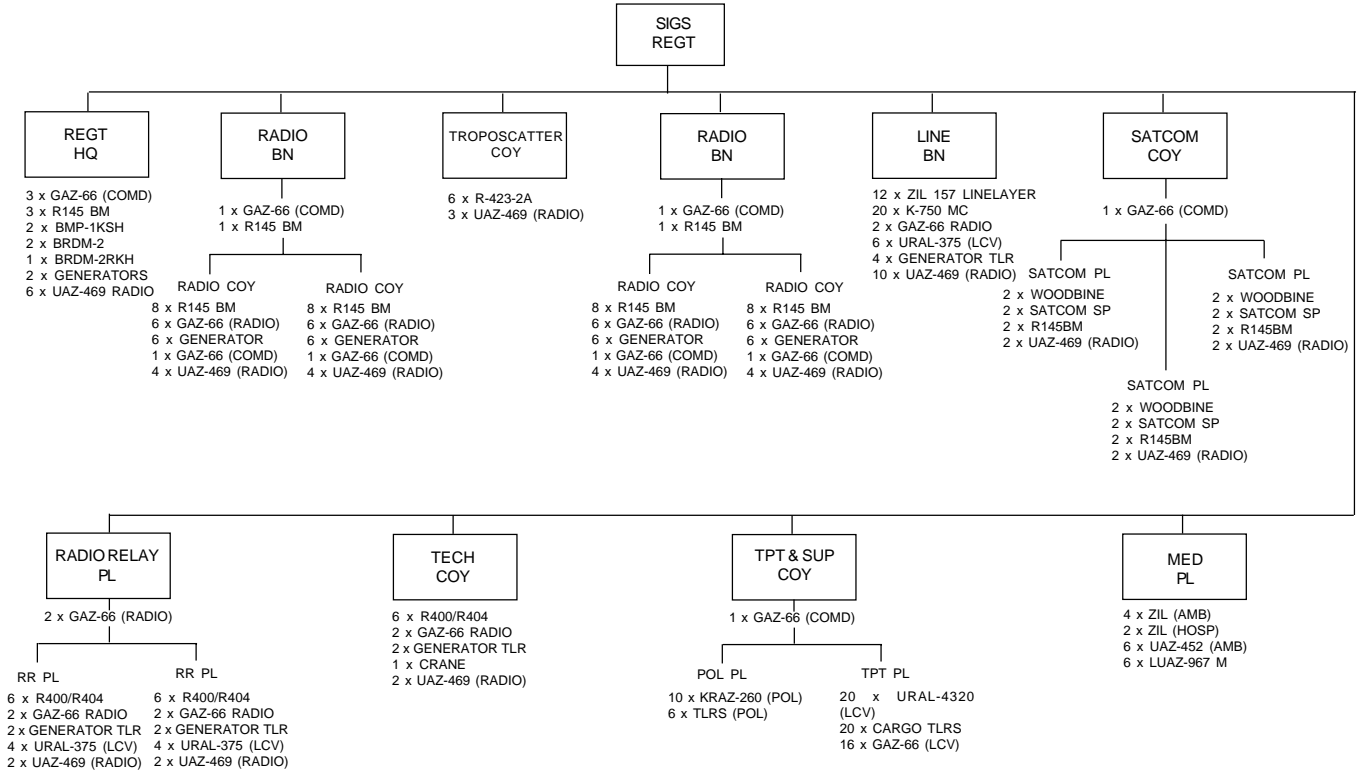 SIGS
REGT
REGT
HQ
3 x GAZ-66 (COMD)
3 x R145 BM
2 x BMP-1KSH
2 x BRDM-2
1 x BRDM-2RKH
2 x GENERATORS
6 x UAZ-469 RADIO
RADIO
BN
1 x GAZ-66 (COMD)
1 x R145 BM
RADIO COY
8 x R145 BM
6 x GAZ-66 (RADIO)
6 x GENERATOR
1 x GAZ-66 (COMD)
4 x UAZ-469 (RADIO)
RADIO COY
8 x R145 BM
6 x GAZ-66 (RADIO)
6 x GENERATOR
1 x GAZ-66 (COMD)
4 x UAZ-469 (RADIO)
TROPOSCATTER
COY
6 x R-423-2A
3 x UAZ-469 (RADIO)
RADIO
BN
1 x GAZ-66 (COMD)
1 x R145 BM
RADIO COY
8 x R145 BM
6 x GAZ-66 (RADIO)
6 x GENERATOR
1 x GAZ-66 (COMD)
4 x UAZ-469 (RADIO)
RADIO COY
8 x R145 BM
6 x GAZ-66 (RADIO)
6 x GENERATOR
1 x GAZ-66 (COMD)
4 x UAZ-469 (RADIO)
LINE
BN
12 x ZIL 157 LINELAYER
20 x K-750 MC
2 x GAZ-66 RADIO
6 x URAL-375 (LCV)
4 x GENERATOR TLR
10 x UAZ-469 (RADIO)
SATCOM
COY
1 x GAZ-66 (COMD)
SATCOM PL
2 x WOODBINE
2 x SATCOM SP
2 x R145BM
2 x UAZ-469 (RADIO)
SATCOM PL
2 x WOODBINE
2 x SATCOM SP
2 x R145BM
2 x UAZ-469 (RADIO)
SATCOM PL
2 x WOODBINE
2 x SATCOM SP
2 x R145BM
2 x UAZ-469 (RADIO)
RADIO RELAY
PL
2 x GAZ-66 (RADIO)
RR PL
6 x R400/R404
2 x GAZ-66 RADIO
2 x GENERATOR TLR
4 x URAL-375 (LCV)
2 x UAZ-469 (RADIO)
RR PL
6 x R400/R404
2 x GAZ-66 RADIO
2 x GENERATOR TLR
4 x URAL-375 (LCV)
2 x UAZ-469 (RADIO)
TECH
COY
6 x R400/R404
2 x GAZ-66 RADIO
2 x GENERATOR TLR
1 x CRANE
2 x UAZ-469 (RADIO)
TPT & SUP
COY
1 x GAZ-66 (COMD)
POL PL
10 x KRAZ-260 (POL)
6 x TLRS (POL)
TPT PL
20 x URAL-4320
(LCV)
20 x CARGO TLRS
16 x GAZ-66 (LCV)
MED
PL
4 x ZIL (AMB)
2 x ZIL (HOSP)
6 x UAZ-452 (AMB)
6 x LUAZ-967 M